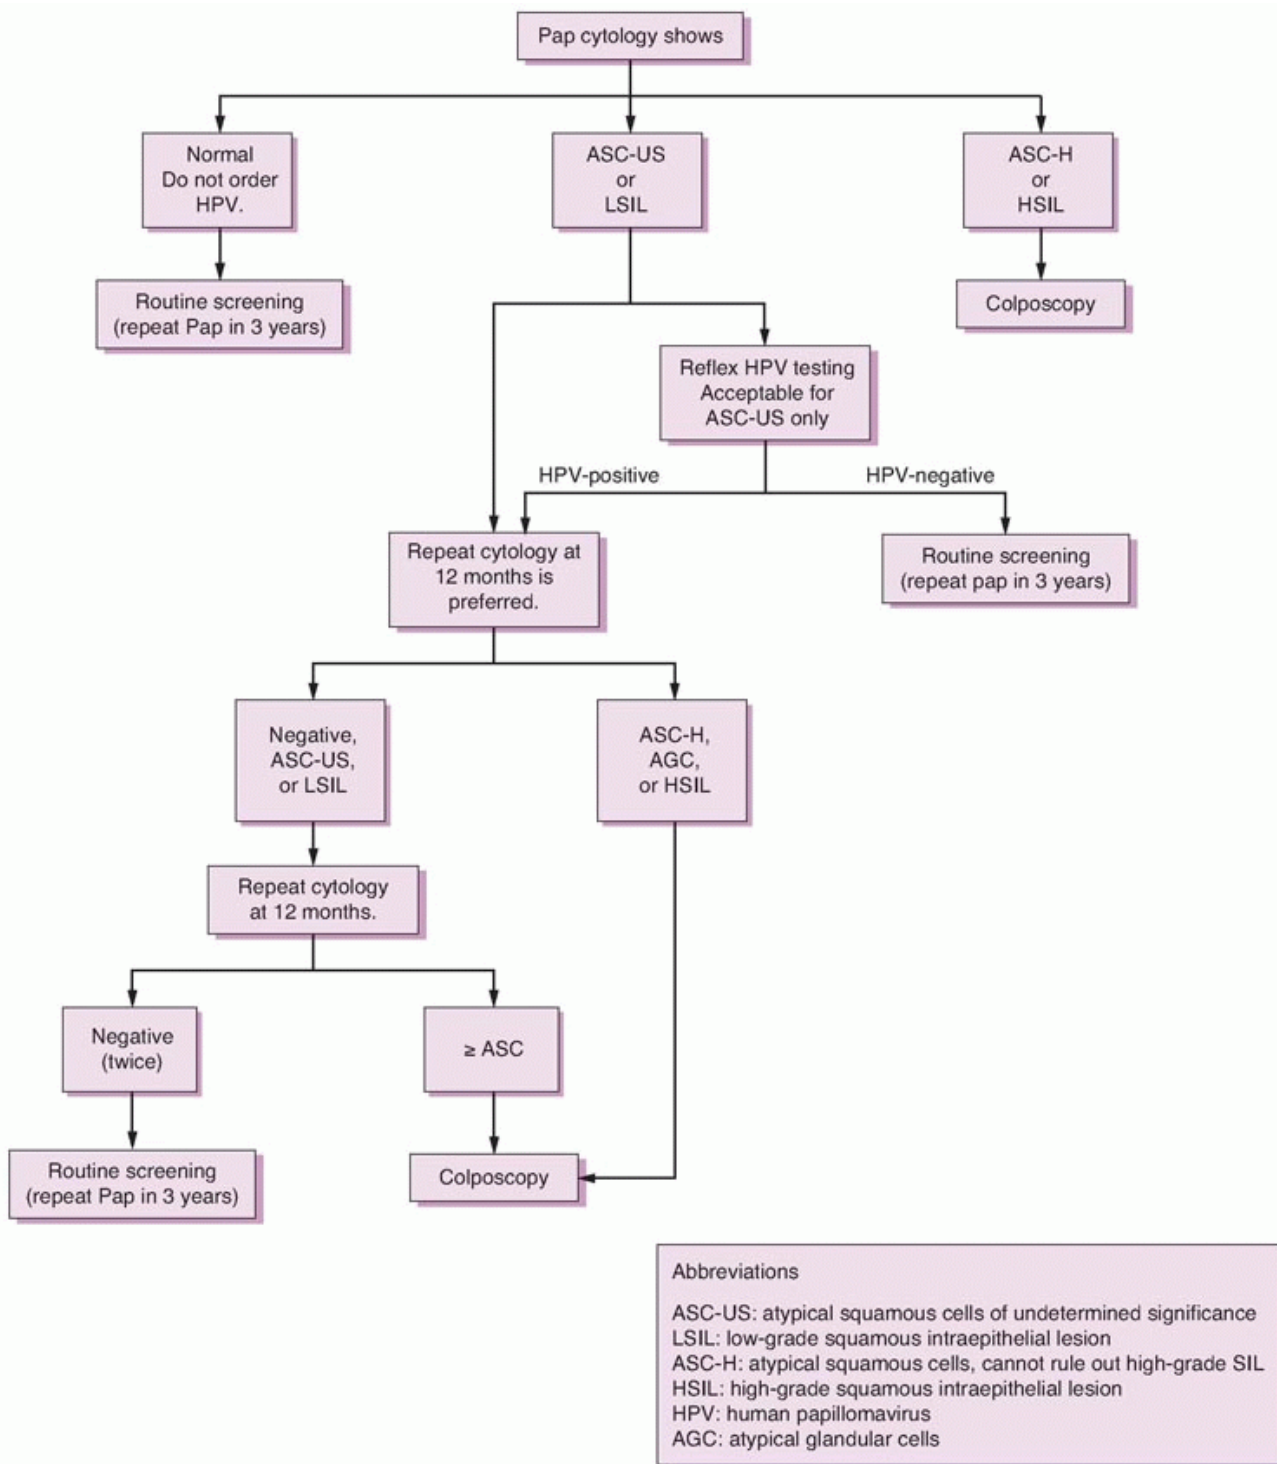 Pap cytology shows
Normal
Do not order
HPV.
ASC-US
or
LSIL
ASC-H
or
HSIL
Routine screening
(repeat Pap in 3 years)
Colposcopy
Reflex HPV testing
Acceptable for
ASC-US only
HPV-positive
HPV-negative
Repeat cytology at
12 months is
preferred.
Routine screening
(repeat pap in 3 years)
Negative,
ASC-US,
or LSIL
ASC-H,
AGC,
or HSIL
Repeat cytology
at 12 months.
Negative
(twice)
≥ ASC
Routine screening
(repeat Pap in 3 years)
Colposcopy
Abbreviations
ASC-US: atypical squamous cells of undetermined significance
LSIL: low-grade squamous intraepithelial lesion
ASC-H: atypical squamous cells, cannot rule out high-grade SIL
HSIL: high-grade squamous intraepithelial lesion
HPV: human papillomavirus
AGC: atypical glandular cells